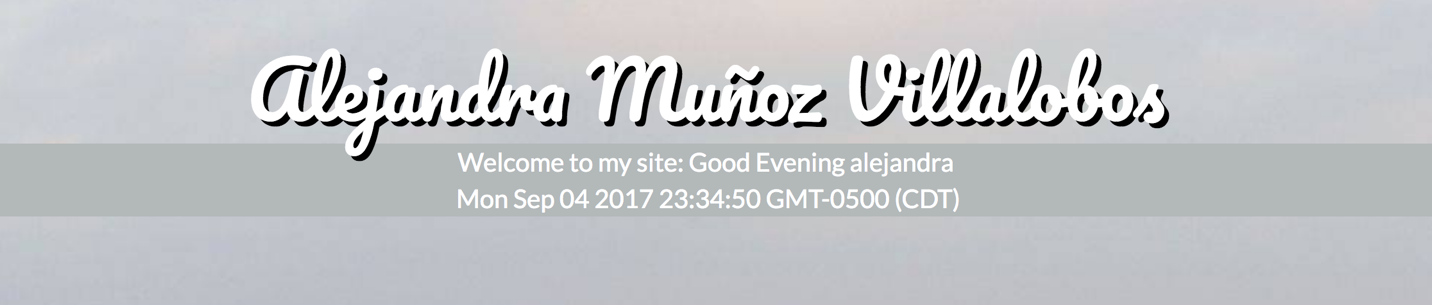 Alejandra Muñoz Villalobos
Welcome to my site: Good Evening alejandra
Mon Sep 04 2017 23:34:50 GMT-0500 (CDT)